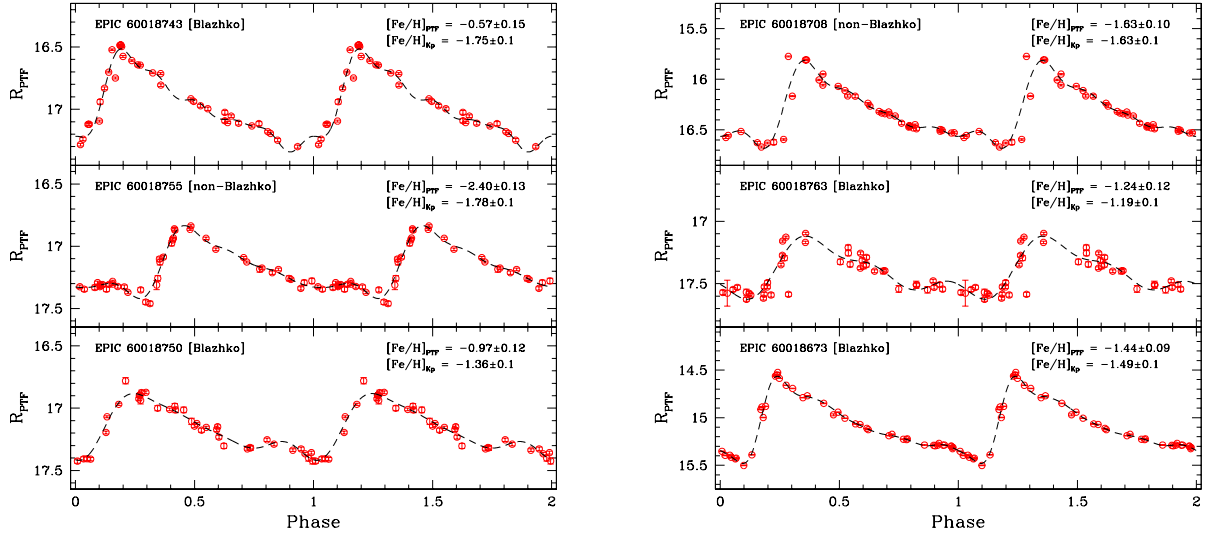 EPIC 60018743 [Blazhko]
[Fe/H]PTF = −0.57±0.15
[Fe/H]Kp = −1.75±0.1
16.5
17
RPTF
EPIC 60018755 [non−Blazhko]
[Fe/H]PTF = −2.40±0.13
[Fe/H]Kp = −1.78±0.1
16.5
17
17.5
RPTF
EPIC 60018750 [Blazhko]
[Fe/H]PTF = −0.97±0.12
[Fe/H]Kp = −1.36±0.1
16.5
17
17.5
RPTF
0 0.5 1 1.5 2
Phase
EPIC 60018708 [non−Blazhko]
[Fe/H]PTF = −1.63±0.10
[Fe/H]Kp = −1.63±0.1
15.5
16
16.5
RPTF
EPIC 60018763 [Blazhko]
[Fe/H]PTF = −1.24±0.12
[Fe/H]Kp = −1.19±0.1
17
17.5
RPTF
EPIC 60018673 [Blazhko]
[Fe/H]PTF = −1.44±0.09
[Fe/H]Kp = −1.49±0.1
14.5
15
15.5
RPTF
0 0.5 1 1.5 2
Phase